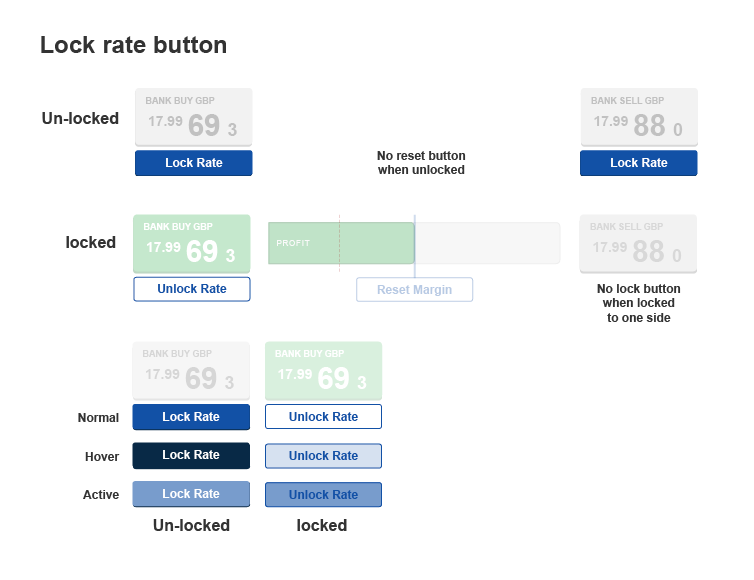 Lock rate button
Un-locked
BANK BUY GBP
17.99 69 3
Lock Rate
No reset button
when unlocked
BANK SELL GBP
17.99 88 0
Lock Rate
locked
BANK BUY GBP
17.99 69 3
Unlock Rate
PROFIT
Reset Margin
BANK SELL GBP
17.99 88 0
No lock button
when locked
to one side
BANK BUY GBP
17.99 69 3
BANK BUY GBP
17.99 69 3
Normal
Lock Rate
Unlock Rate
Hover
Lock Rate
Unlock Rate
Active
Lock Rate
Unlock Rate
Un-locked
locked